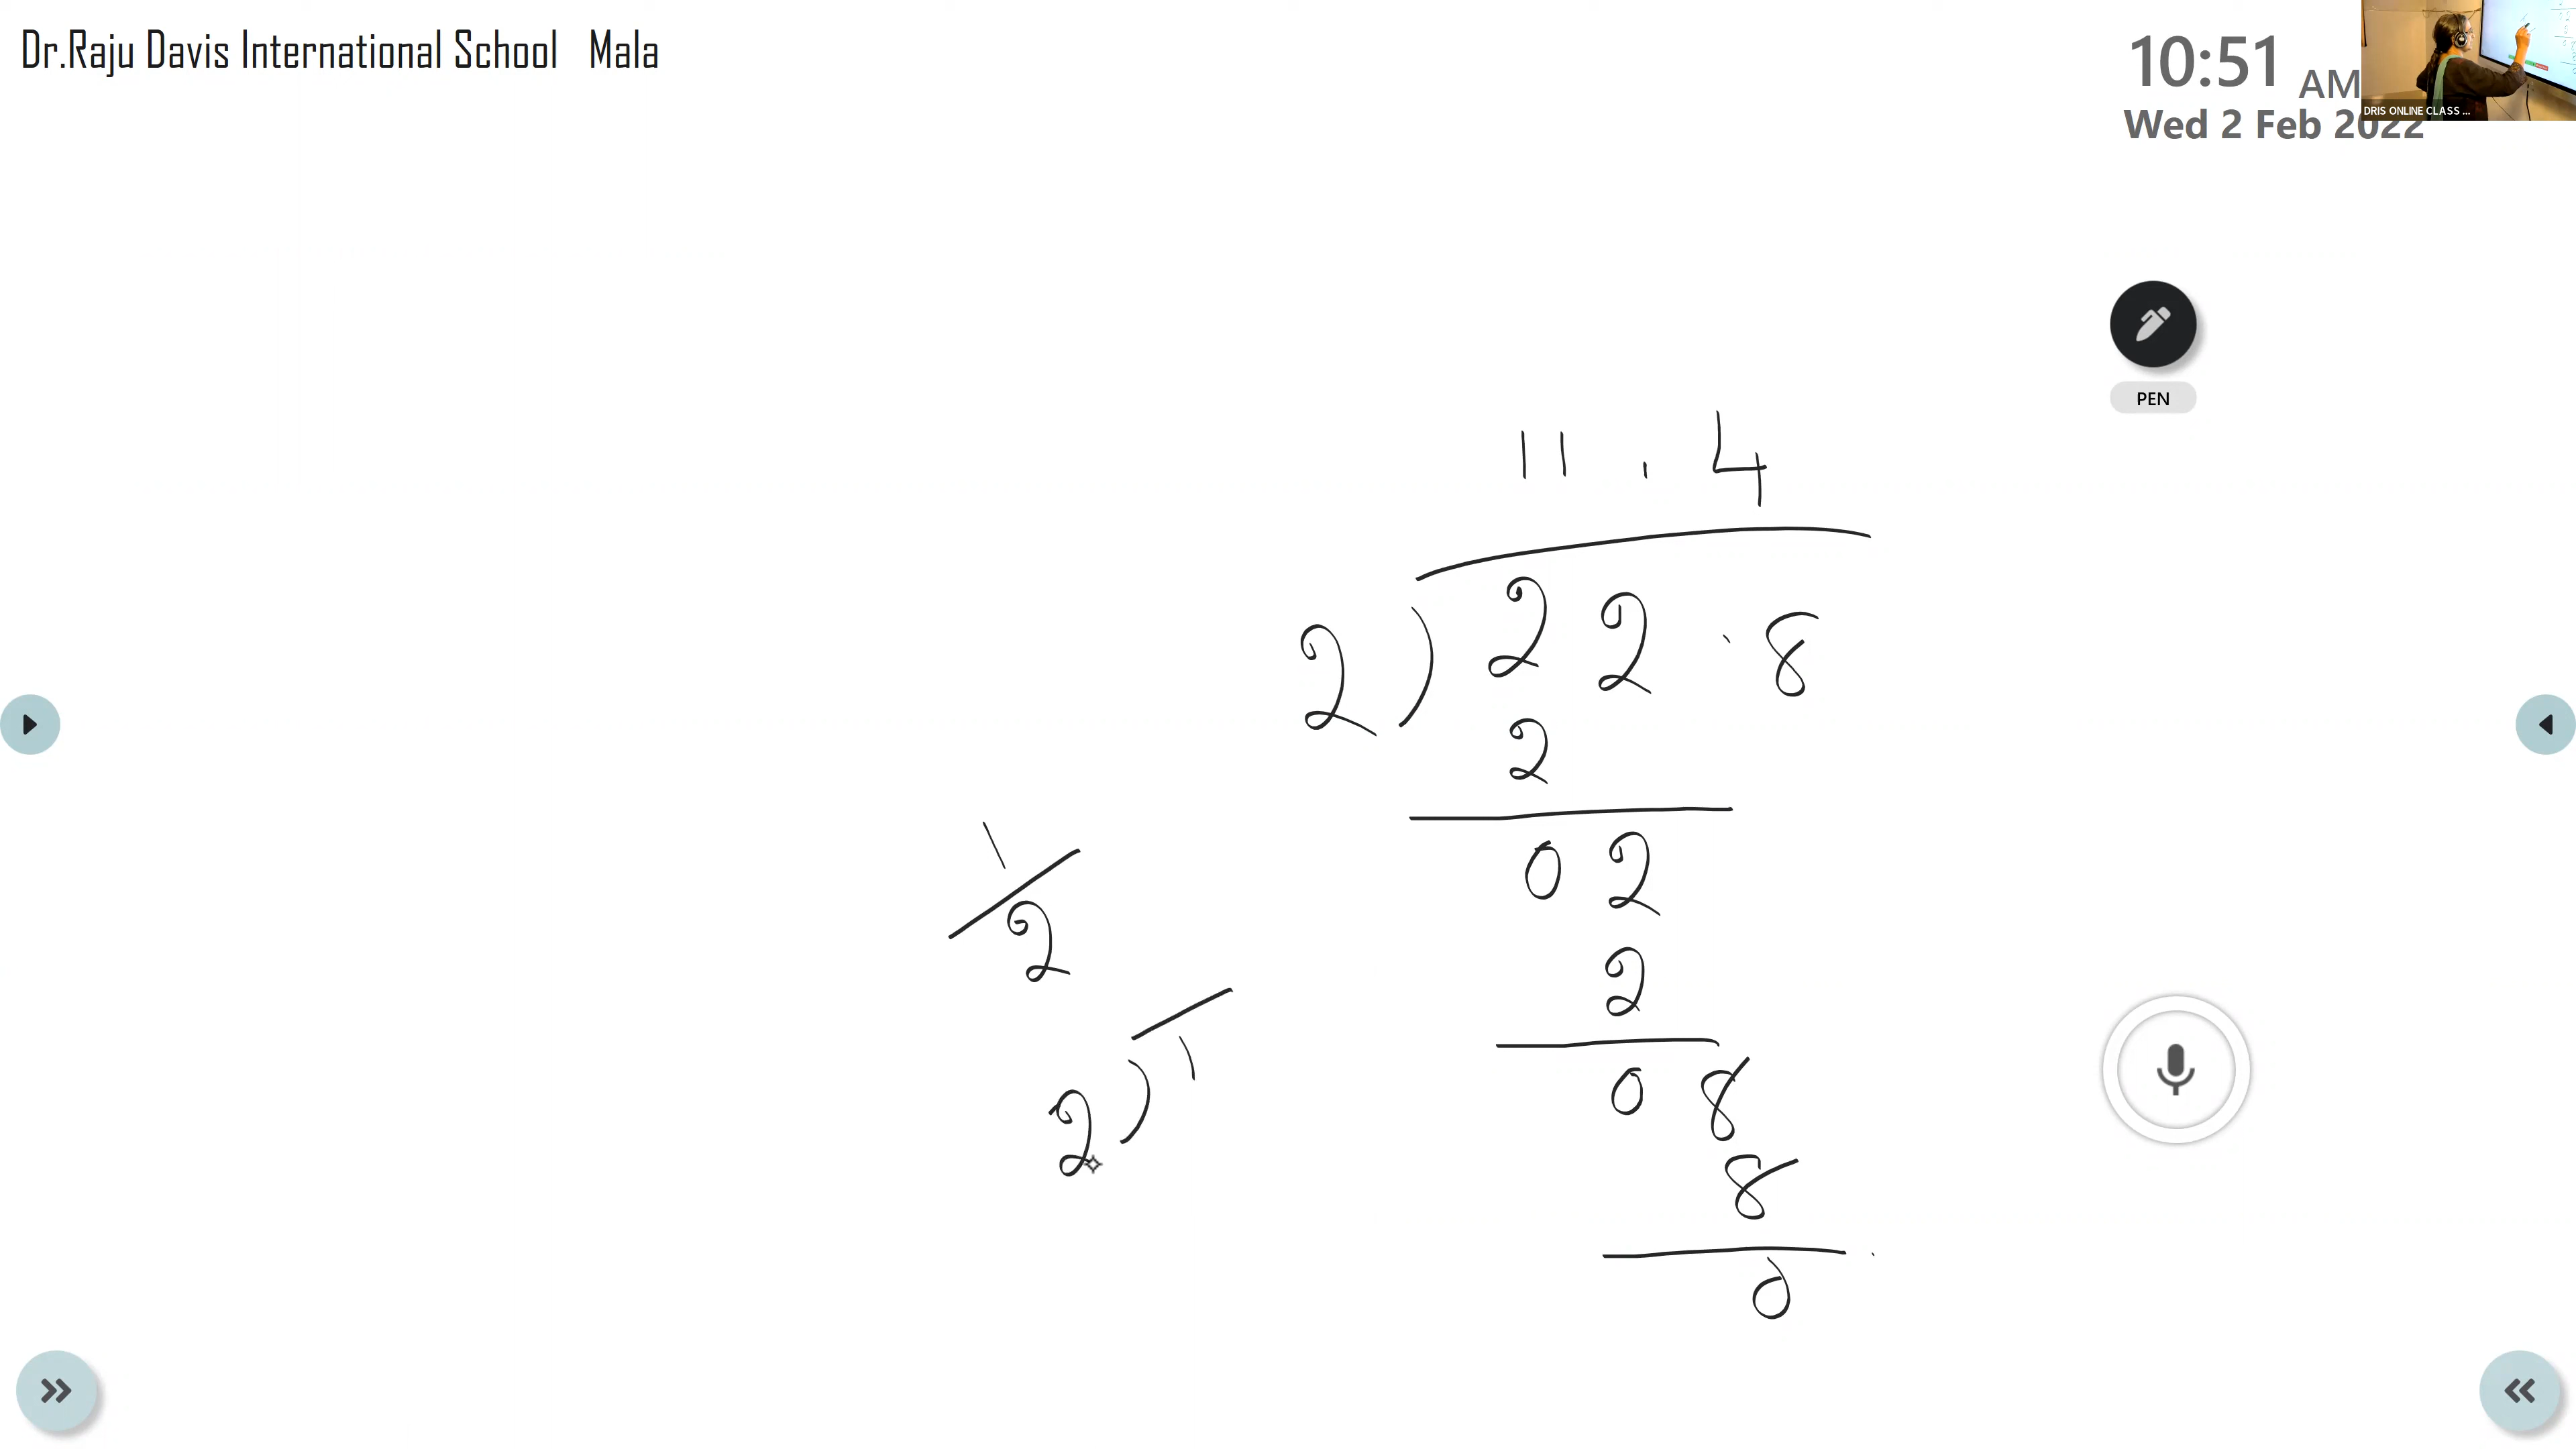 Dr.Raju Davis International School Mala
10:51 AM
Wed 2 Feb 2022
DRIS ONLINE CLASS ...
PEN
11.4
2) 22.8
2
02
2
08
8
0
1
2
2) 1